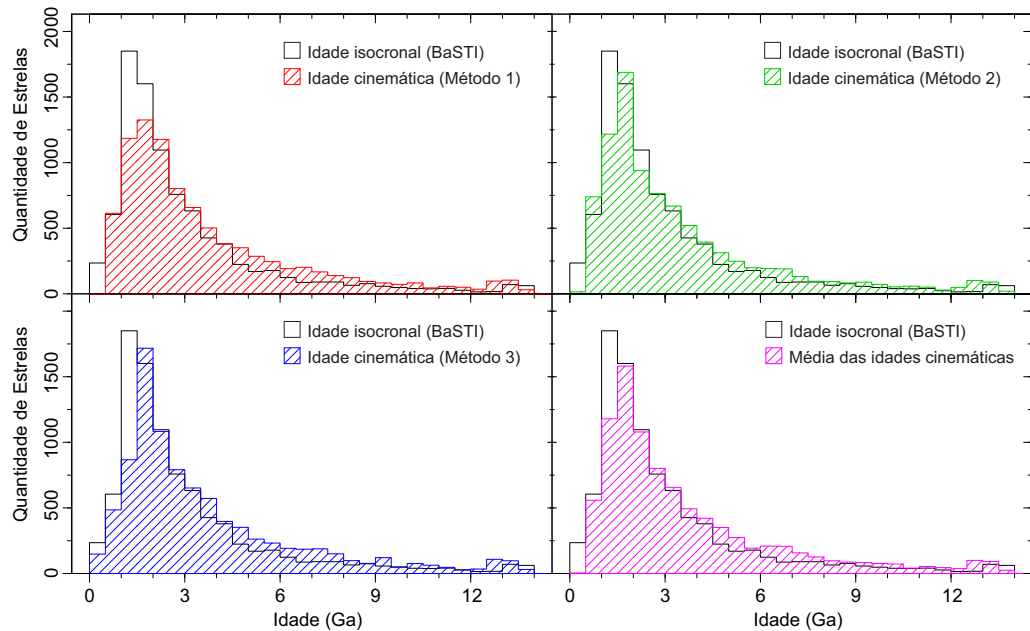 2000
1500
1000
500
0
Quantidade de Estrelas
Idade isocronal (BaSTI)
Idade cinemática (Método 1)
Idade isocronal (BaSTI)
Idade cinemática (Método 2)
1500
1000
500
0
Quantidade de Estrelas
Idade isocronal (BaSTI)
Idade cinemática (Método 3)
Idade isocronal (BaSTI)
Média das idades cinemáticas
0 3 6 9 12
0 3 6 9 12
Idade (Ga)
Idade (Ga)